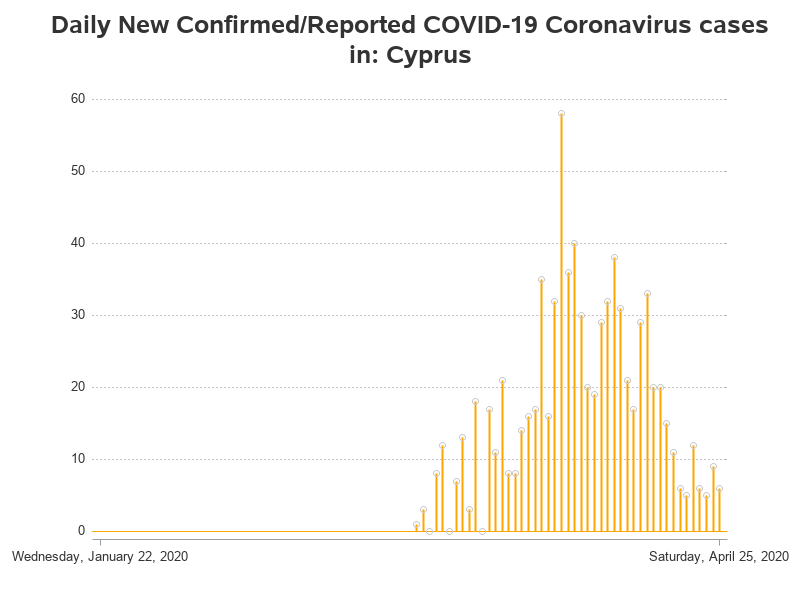 Daily New Confirmed/Reported COVID-19 Coronavirus cases
in: Cyprus
60
50
40
30
20
10
0
Wednesday, January 22, 2020
Saturday, April 25, 2020